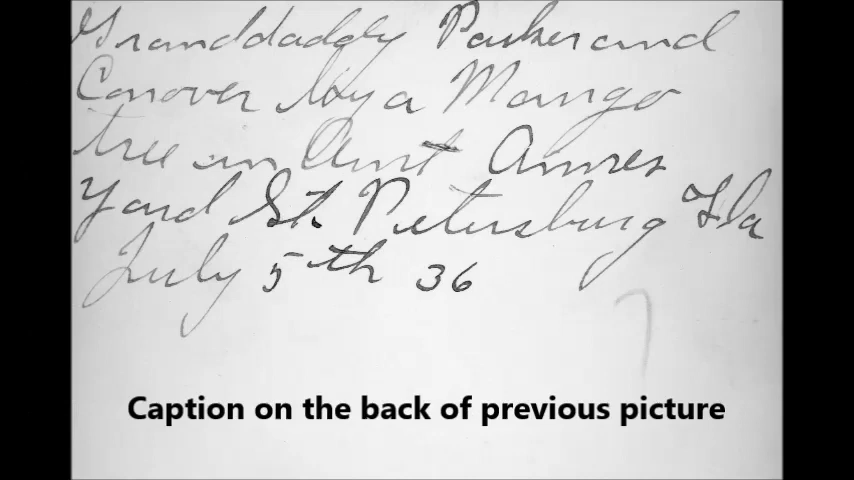 Granddaddy Parker and
Conover by a Mango
tree in Aunt Annes
Yard St. Petersburg Fla
July 5th 36
Caption on the back of previous picture